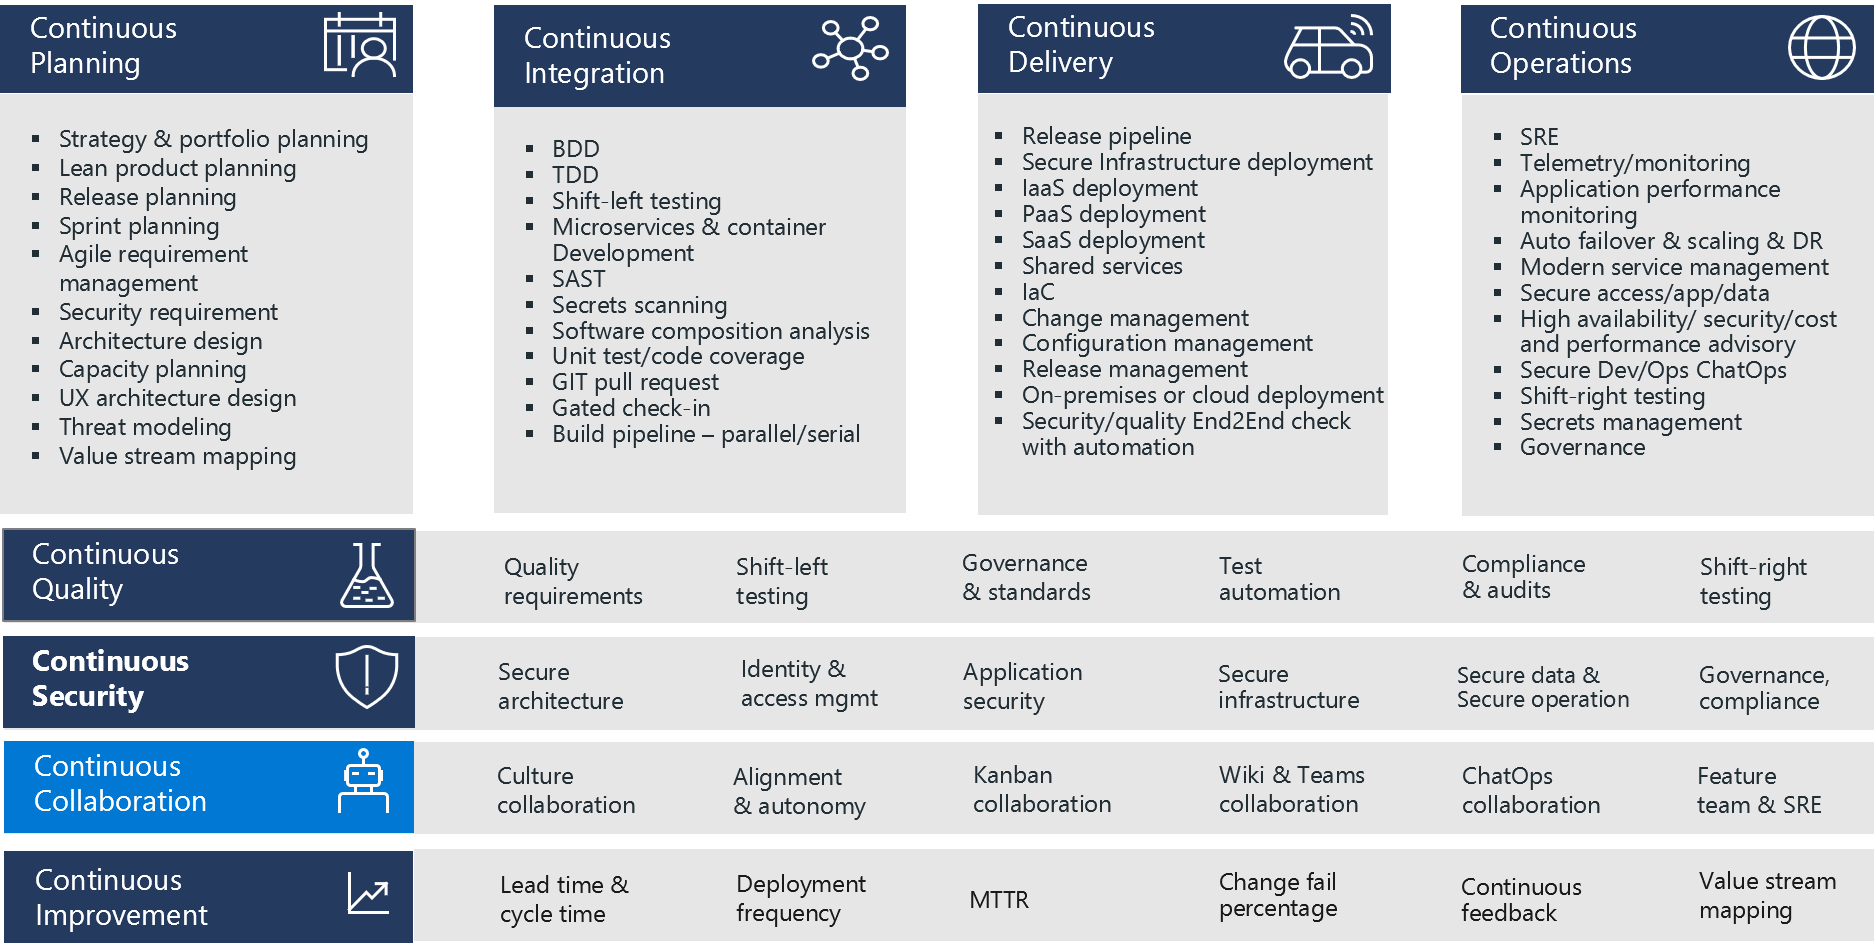 Continuous
Planning
▪ Strategy & portfolio planning
▪ Lean product planning
▪ Release planning
▪ Sprint planning
▪ Agile requirement
management
▪ Security requirement
▪ Architecture design
▪ Capacity planning
▪ UX architecture design
▪ Threat modeling
▪ Value stream mapping
Continuous
Integration
▪ BDD
▪ TDD
▪ Shift-left testing
▪ Microservices & container
Development
▪ SAST
▪ Secrets scanning
▪ Software composition analysis
▪ Unit test/code coverage
▪ GIT pull request
▪ Gated check-in
▪ Build pipeline – parallel/serial
Continuous
Delivery
▪ Release pipeline
▪ Secure Infrastructure deployment
▪ IaaS deployment
▪ PaaS deployment
▪ SaaS deployment
▪ Shared services
▪ IaC
▪ Change management
▪ Configuration management
▪ Release management
▪ On-premises or cloud deployment
▪ Security/quality End2End check
with automation
Continuous
Operations
▪ SRE
▪ Telemetry/monitoring
▪ Application performance
monitoring
▪ Auto failover & scaling & DR
▪ Modern service management
▪ Secure access/app/data
▪ High availability/ security/cost
and performance advisory
▪ Secure Dev/Ops ChatOps
▪ Shift-right testing
▪ Secrets management
▪ Governance
Continuous
Quality
Quality
requirements
Shift-left
testing
Governance
& standards
Test
automation
Compliance
& audits
Shift-right
testing
Continuous
Security
Secure
architecture
Identity &
access mgmt
Application
security
Secure
infrastructure
Secure data &
Secure operation
Governance,
compliance
Continuous
Collaboration
Culture
collaboration
Alignment
& autonomy
Kanban
collaboration
Wiki & Teams
collaboration
ChatOps
collaboration
Feature
team & SRE
Continuous
Improvement
Lead time &
cycle time
Deployment
frequency
MTTR
Change fail
percentage
Continuous
feedback
Value stream
mapping